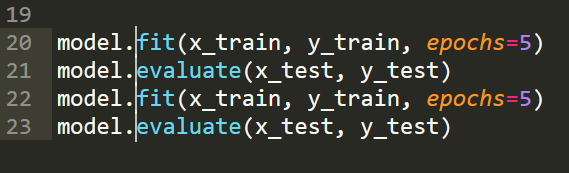 19
20 model.fit(x_train, y_train, epochs=5)
21 model.evaluate(x_test, y_test)
22 model.fit(x_train, y_train, epochs=5)
23 model.evaluate(x_test, y_test)